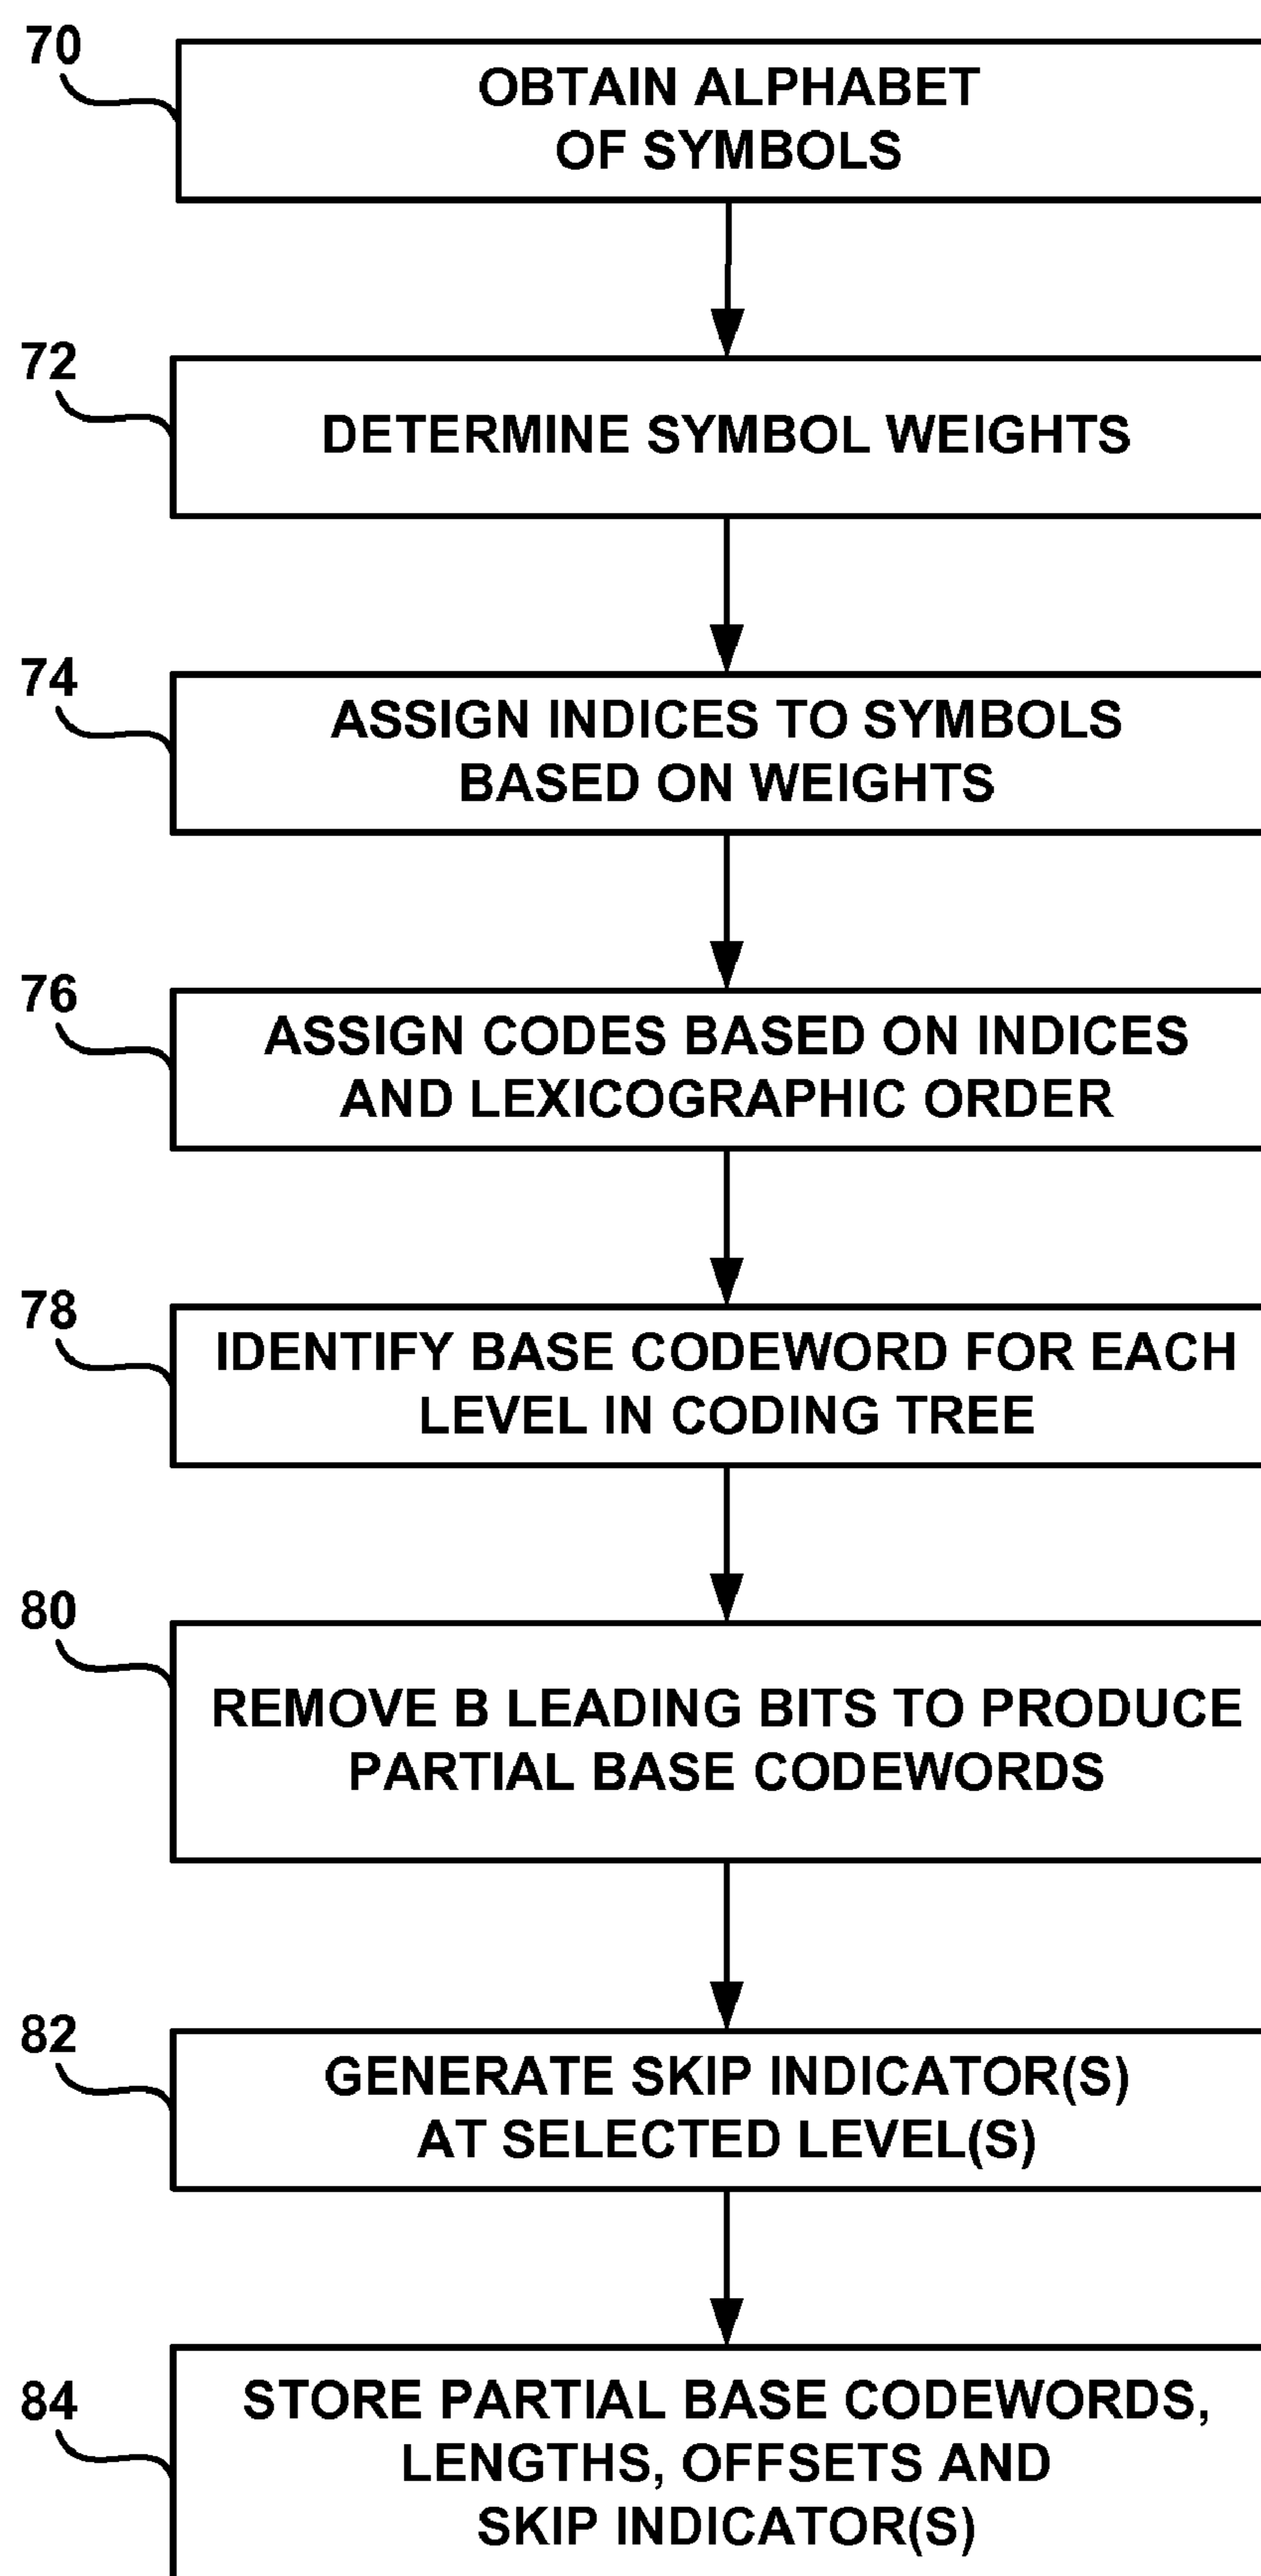 70
OBTAIN ALPHABET
OF SYMBOLS
72
DETERMINE SYMBOL WEIGHTS
74
ASSIGN INDICES TO SYMBOLS
BASED ON WEIGHTS
76
ASSIGN CODES BASED ON INDICES
AND LEXICOGRAPHIC ORDER
78
IDENTIFY BASE CODEWORD FOR EACH
LEVEL IN CODING TREE
80
REMOVE B LEADING BITS TO PRODUCE
PARTIAL BASE CODEWORDS
82
GENERATE SKIP INDICATOR(S)
AT SELECTED LEVEL(S)
84
STORE PARTIAL BASE CODEWORDS,
LENGTHS, OFFSETS AND
SKIP INDICATOR(S)